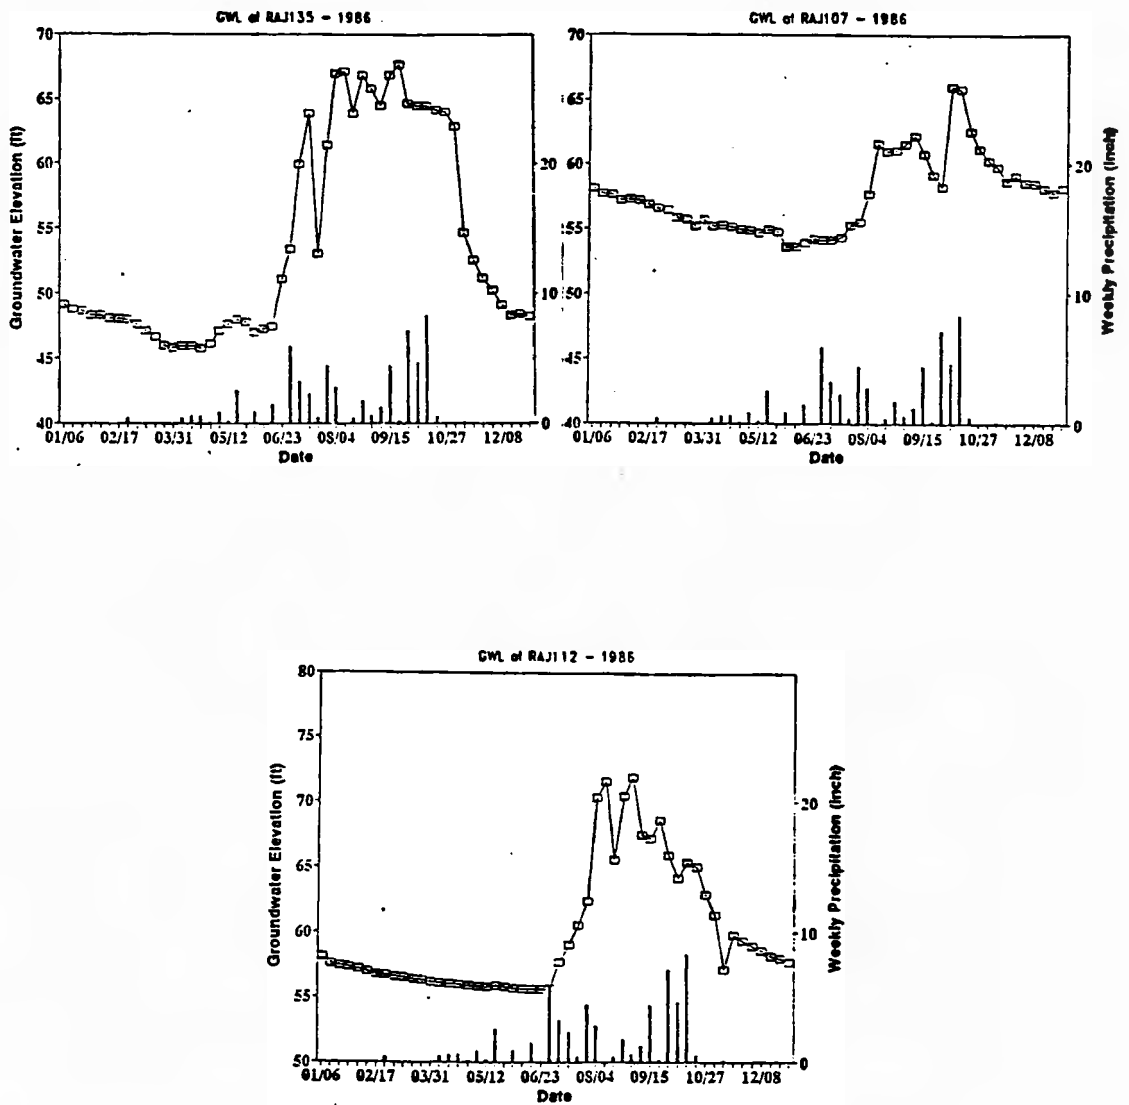 GWL of RAJ135 - 1986
70
65
60
55
50
45
40
20
10
0
Groundwater Elevation (ft)
01/06 02/17 03/31 05/12 06/23 08/04 09/15 10/27 12/08
Date
GWL of RAJ107 - 1986
70
65
60
55
50
45
40
20
10
0
Weekly Precipitation (inch)
01/06 02/17 03/31 05/12 06/23 08/04 09/15 10/27 12/08
Date
GWL of RAJ112 - 1986
80
75
70
65
60
55
50
20
10
0
Groundwater Elevation (ft)
Weekly Precipitation (inch)
01/06 02/17 03/31 05/12 06/23 08/04 09/15 10/27 12/08
Date